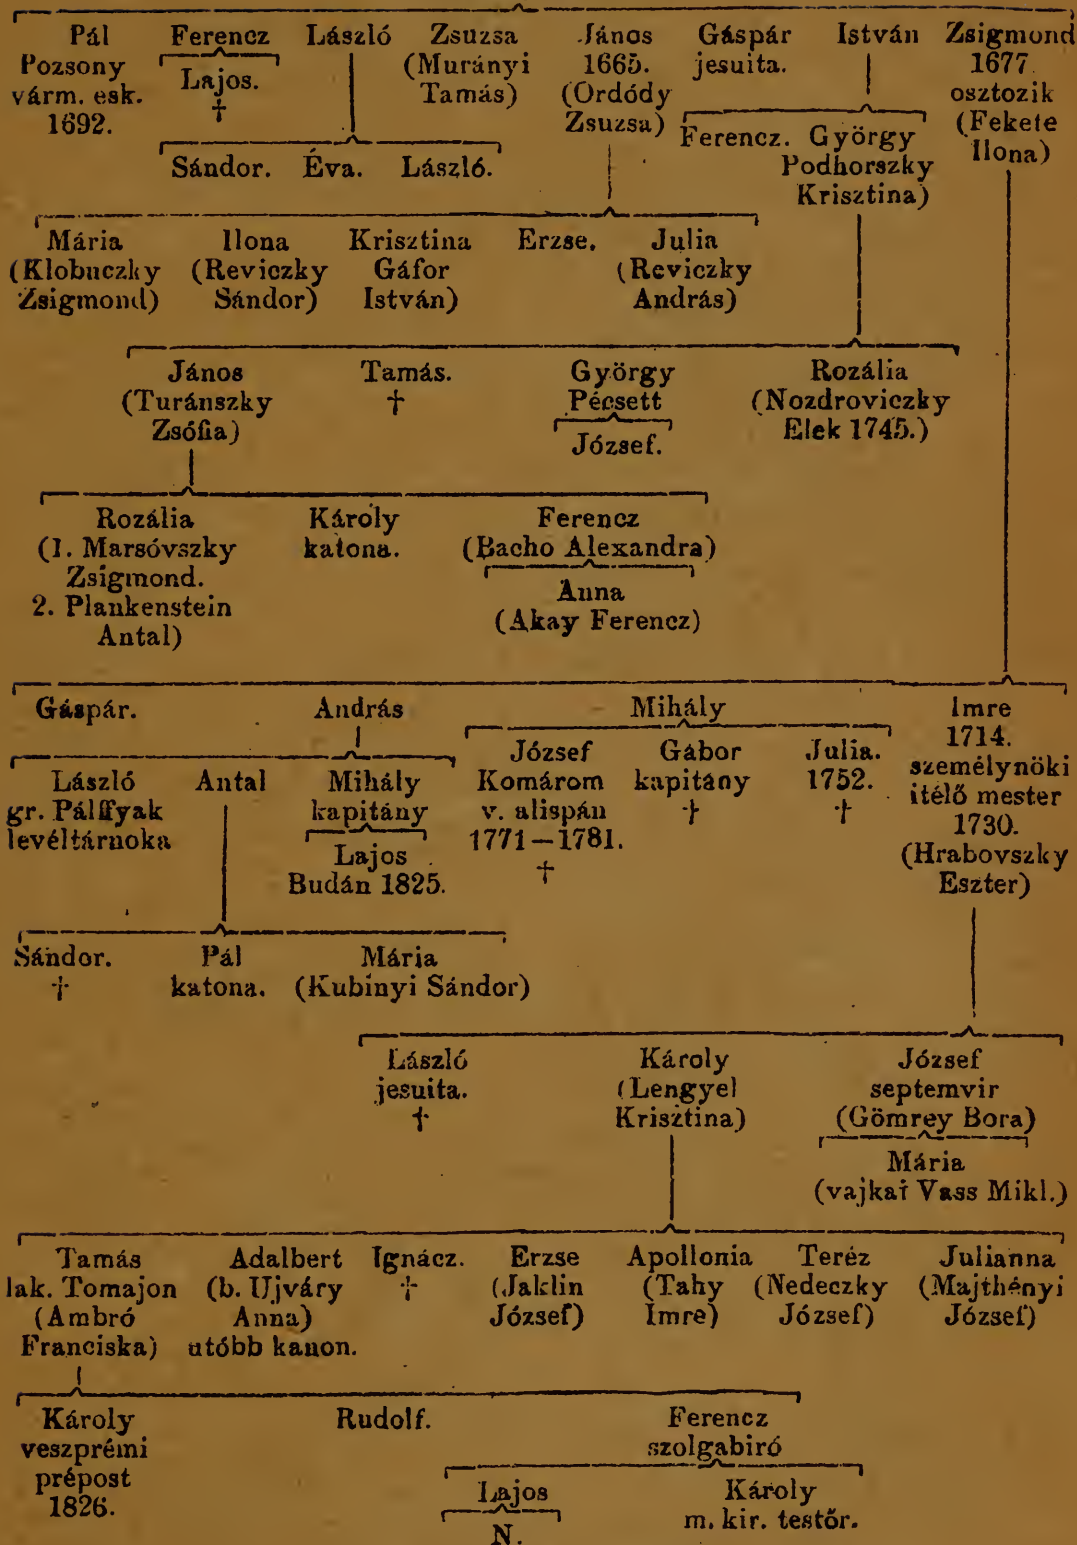 Pál Ferencz László Zsuzsa János Gáspár István Zsigmond
Pozsony Lajos. (Murányi 1665. jesuita. 1677.
várm. esk. † Tamás) (Ordódy osztozik
1692. Zsuzsa) Ferencz. György (Fekete
Sándor. Éva. László. Podhorszky Ilona)
Krisztina)
Mária Ilona Krisztina Erzse. Julia
(Klobuczky (Reviczky Gáfor (Reviczky
Zsigmond) Sándor) István) András)
János Tamás. György Rozália
(Turánszky † Pécsett (Nozdroviczky
Zsófia) József. Elek 1745.)
Rozália Károly Ferencz
(1. Marsóvszky katona. (Bacho Alexandra)
Zsigmond. Anna
2. Plankenstein (Akay Ferencz)
Antal)
Gáspár. András Mihály Imre
1714.
László Antal Mihály József Gábor Julia. személynöki
gr. Pálffyak kapitány Komárom kapitány 1752. itélő mester
levéltárnoka Lajos v. alispán † † 1730.
Budán 1825. 1771–1781. (Hrabovszky
† Eszter)
Sándor. Pál Mária
† katona. (Kubinyi Sándor)
László Károly József
jesuita. (Lengyel septemvir
† Krisztina) (Gömrey Bora)
Mária
(vajkai Vass Mikl.)
Tamás Adalbert Ignácz. Erzse Apollonia Teréz Julianna
lak. Tomajon (b. Ujváry † (Jaklin (Tahy (Nedeczky (Majthényi
(Ambró Anna) József) Imre) József) József)
Franciska) utóbb kanon.
Károly Rudolf. Ferencz
veszprémi szolgabiró
prépost Lajos Károly
1826. N. m. kir. testőr.